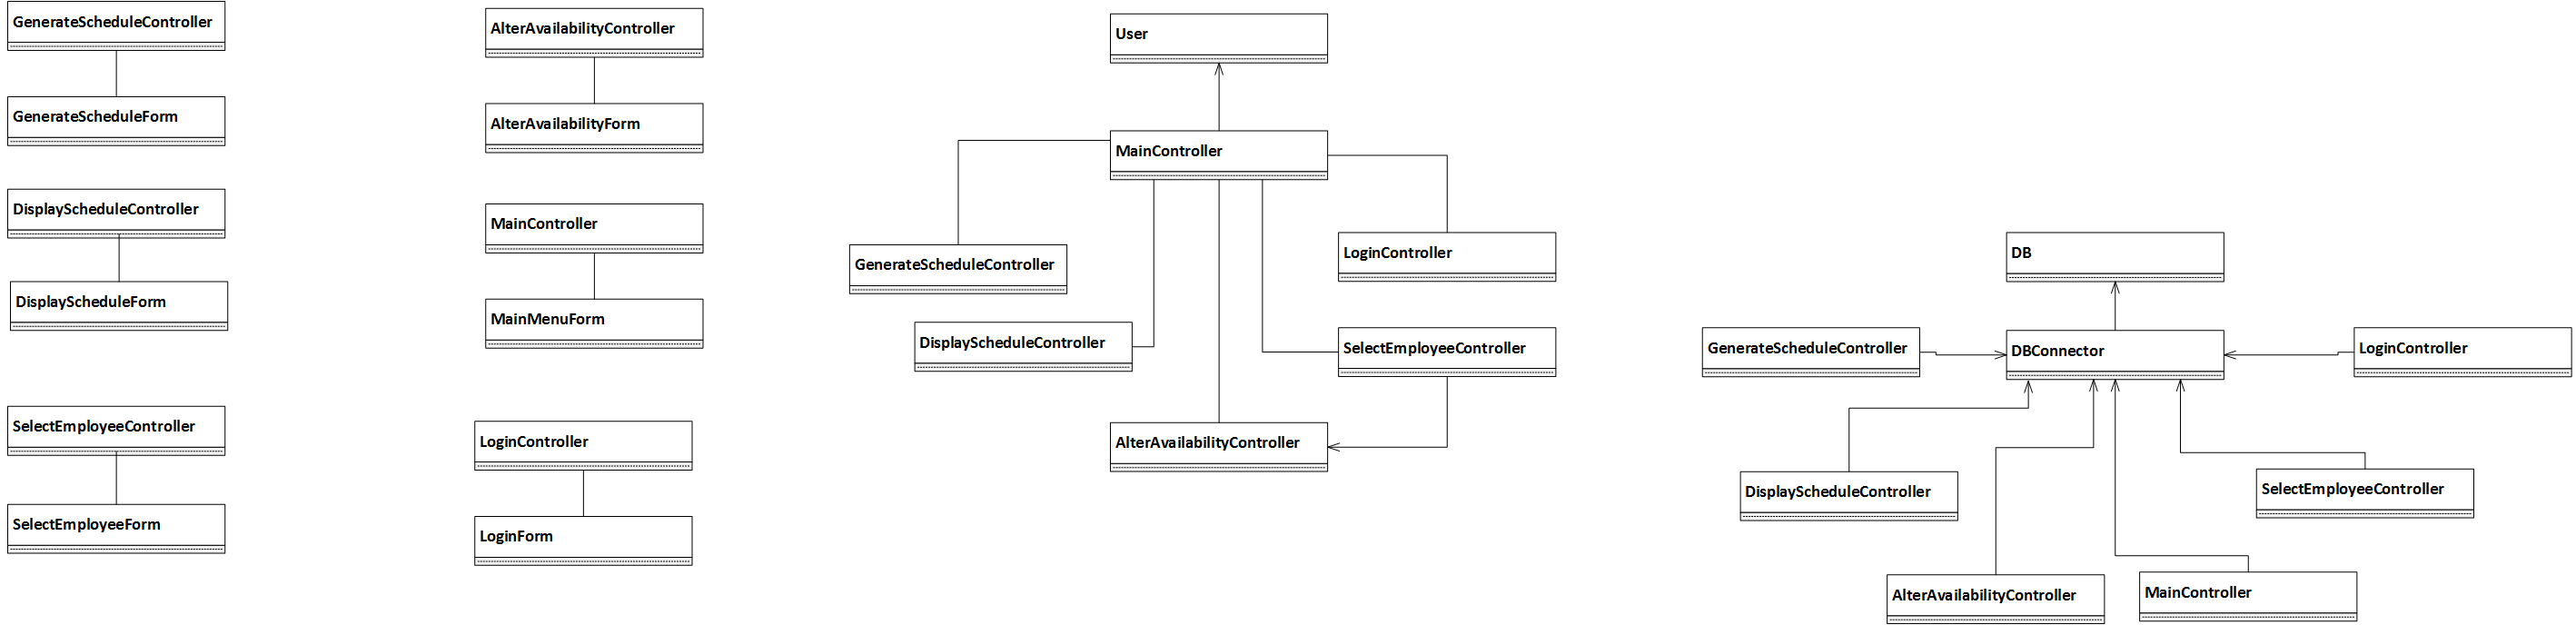 GenerateScheduleController
GenerateScheduleForm
DisplayScheduleController
DisplayScheduleForm
SelectEmployeeController
SelectEmployeeForm
AlterAvailabilityController
AlterAvailabilityForm
MainController
MainMenuForm
LoginController
LoginForm
User
MainController
GenerateScheduleController
LoginController
DisplayScheduleController
SelectEmployeeController
AlterAvailabilityController
DB
GenerateScheduleController
DBConnector
LoginController
DisplayScheduleController
SelectEmployeeController
AlterAvailabilityController
MainController